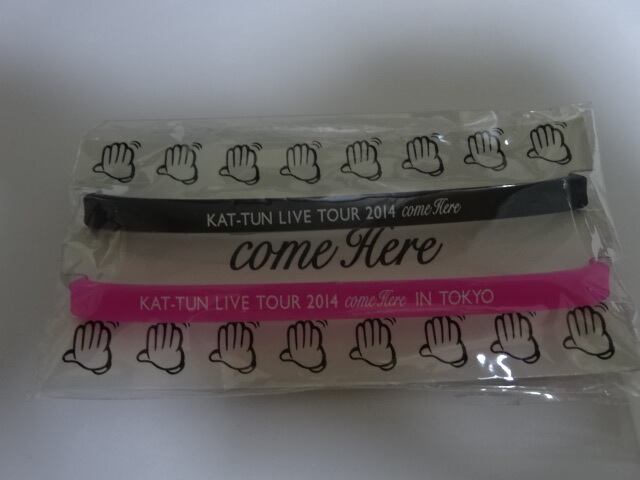 KAT-TUN LIVE TOUR 2014 come Here
come Here
KAT-TUN LIVE TOUR 2014 come Here IN TOKYO